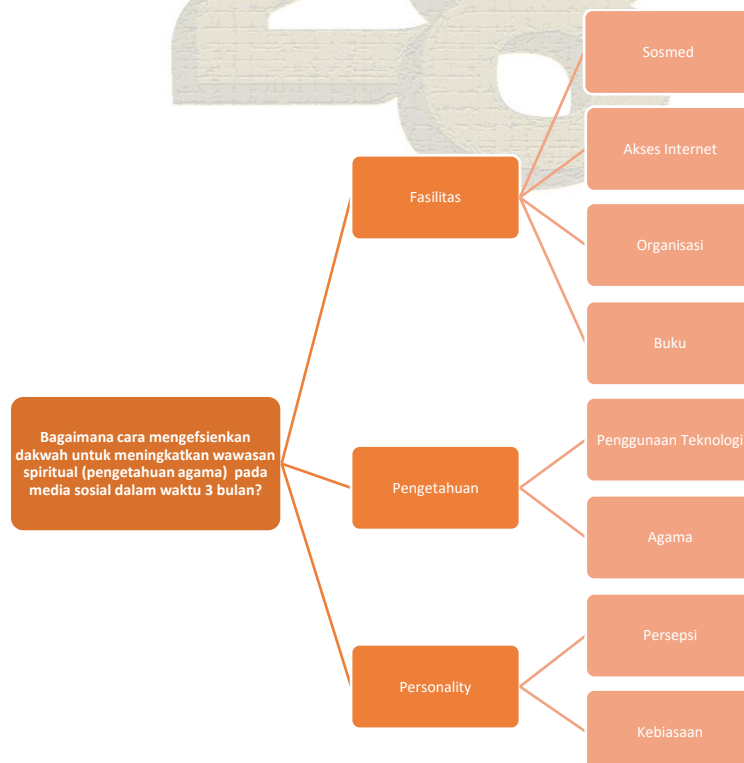 Sosmed
Akses Internet
Fasilitas
Organisasi
Buku
Bagaimana cara mengefsienkan
dakwah untuk meningkatkan wawasan
spiritual (pengetahuan agama) pada
media sosial dalam waktu 3 bulan?
Penggunaan Teknologi
Pengetahuan
Agama
Persepsi
Personality
Kebiasaan